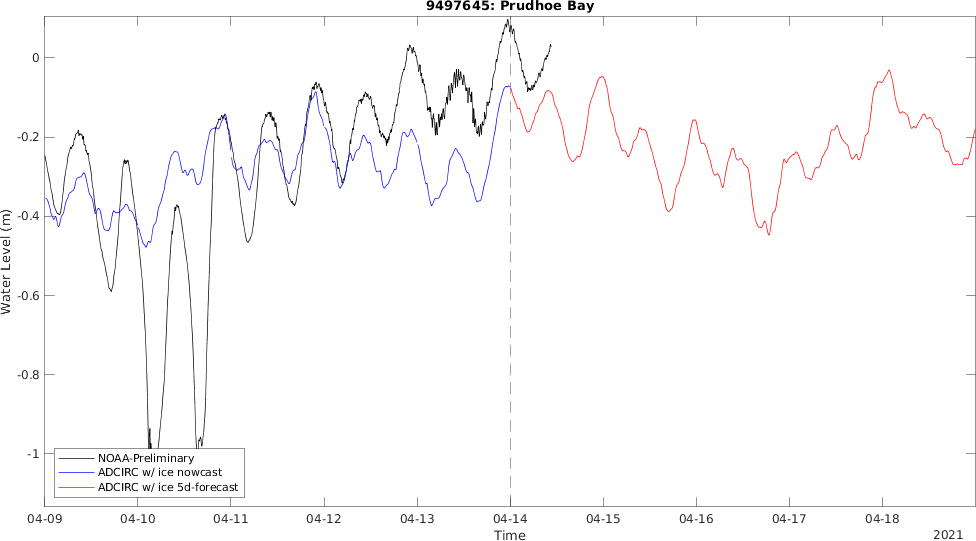 9497645: Prudhoe Bay
0
-0.2
-0.4
-0.6
-0.8
-1
Water Level (m)
NOAA-Preliminary
ADCIRC w/ ice nowcast
ADCIRC w/ ice 5d-forecast
04-09 04-10 04-11 04-12 04-13 04-14 04-15 04-16 04-17 04-18
Time
2021